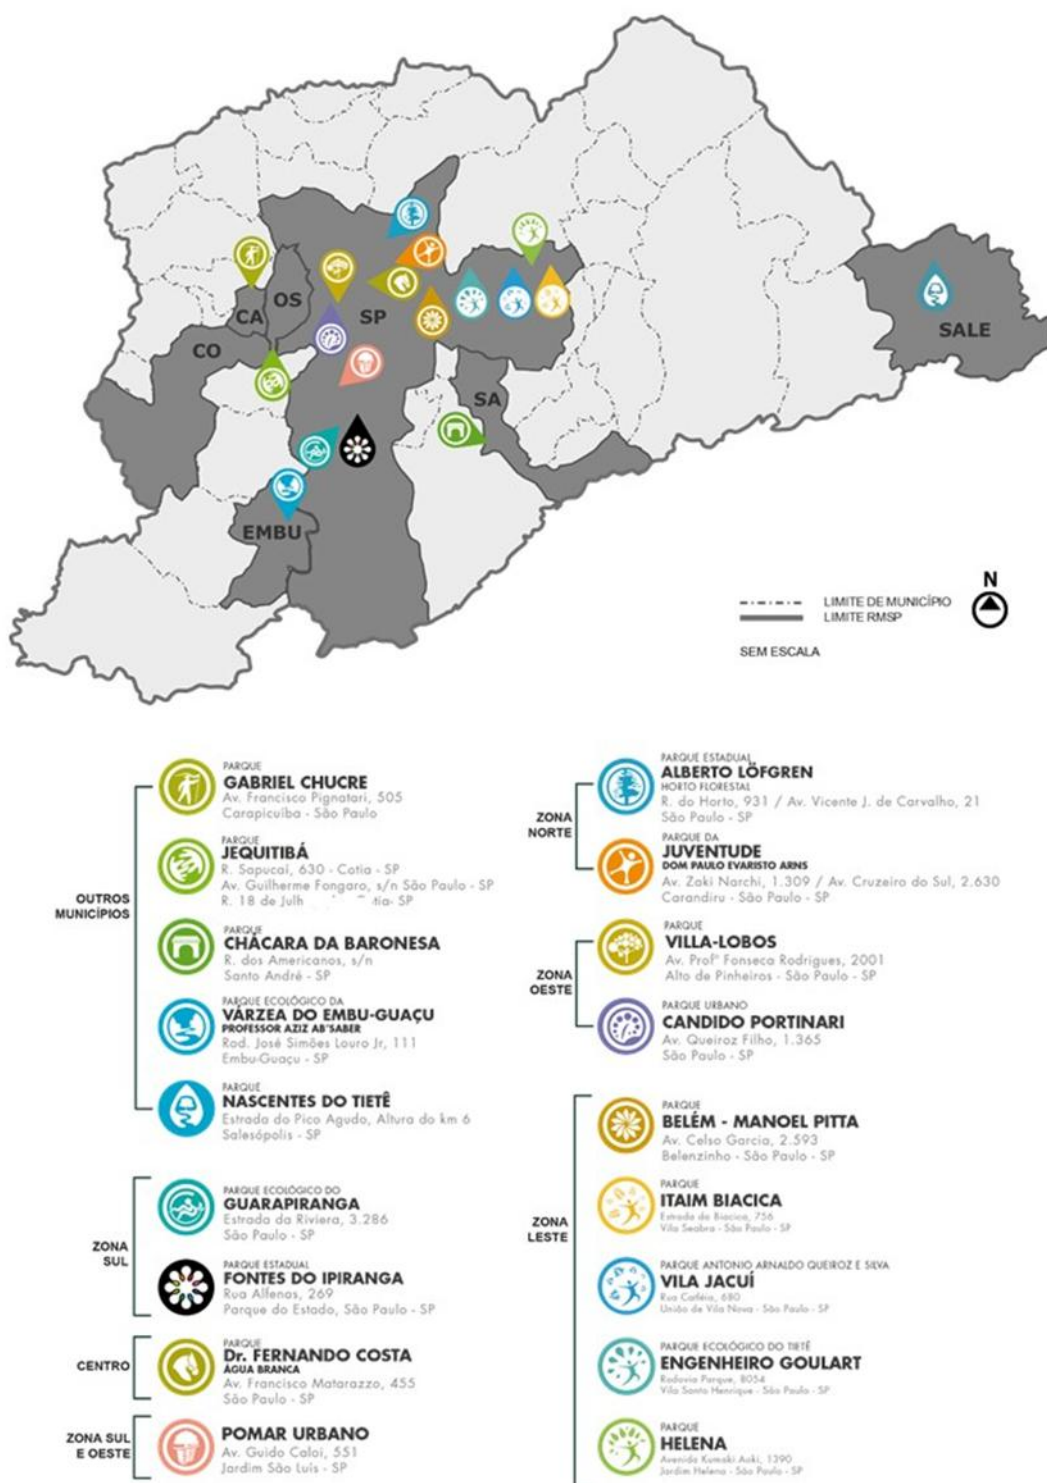 OS
CA
SP
CO
SALE
SA
EMBU
N
LIMITE DE MUNICÍPIO
LIMITE RMSP
SEM ESCALA
OUTROS
MUNICÍPIOS
PARQUE
GABRIEL CHUCRE
Av. Francisco Pignatari, 505
Carapicuíba - São Paulo
PARQUE
JEQUITIBÁ
R. Sapucaí, 630 - Cotia - SP
Av. Guilherme Fongaro, s/n São Paulo - SP
R. 18 de Julh
PARQUE
CHÁCARA DA BARONESA
R. dos Americanos, s/n
Santo André - SP
PARQUE ECOLÓGICO DA
VÁRZEA DO EMBU-GUAÇU
PROFESSOR AZIZ AB'SABER
Rod. José Simões Louro Jr, 111
Embu-Guaçu - SP
PARQUE
NASCENTES DO TIETÊ
Estrada do Pico Agudo, Altura do km 6
Salesópolis - SP
ZONA
SUL
PARQUE ECOLÓGICO DO
GUARAPIRANGA
Estrada da Riviera, 3.286
São Paulo - SP
PARQUE ESTADUAL
FONTES DO IPIRANGA
Rua Alfenas, 269
Parque do Estado, São Paulo - SP
CENTRO
PARQUE
Dr. FERNANDO COSTA
ÁGUA BRANCA
Av. Francisco Matarazzo, 455
São Paulo - SP
ZONA SUL
E OESTE
POMAR URBANO
Av. Guido Caloi, 551
Jardim São Luís - SP
ZONA
NORTE
PARQUE ESTADUAL
ALBERTO LÖFGREN
HORTO FLORESTAL
R. do Horto, 931 / Av. Vicente J. de Carvalho, 21
São Paulo - SP
PARQUE DA
JUVENTUDE
DOM PAULO EVARISTO ARNS
Av. Zaki Narchi, 1.309 / Av. Cruzeiro do Sul, 2.630
Carandiru - São Paulo - SP
ZONA
OESTE
PARQUE
VILLA-LOBOS
Av. Profº Fonseca Rodrigues, 2001
Alto de Pinheiros - São Paulo - SP
PARQUE URBANO
CANDIDO PORTINARI
Av. Queiroz Filho, 1.365
São Paulo - SP
ZONA
LESTE
PARQUE
BELÉM - MANOEL PITTA
Av. Celso Garcia, 2.593
Belenzinho - São Paulo - SP
PARQUE
ITAIM BIACICA
Estrada da Biacica, 756
Vila Seabra - São Paulo - SP
PARQUE ANTONIO ARNALDO QUEIROZ E SILVA
VILA JACUÍ
Rua Catléia, 680
União de Vila Nova - São Paulo - SP
PARQUE ECOLÓGICO DO TIETÊ
ENGENHEIRO GOULART
Rodovia Parque, 8054
Vila Santo Henrique - São Paulo - SP
PARQUE
HELENA
Avenida Kumaki Aoki, 1390
Jardim Helena - São Paulo - SP